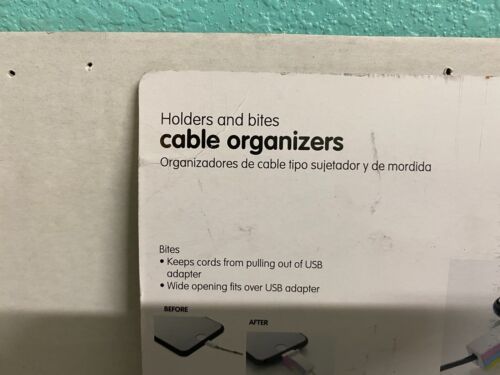 Holders and bites
cable organizers
Organizadores de cable tipo sujetador y de mordida
Bites
• Keeps cords from pulling out of USB
adapter
• Wide opening fits over USB adapter
BEFORE
AFTER